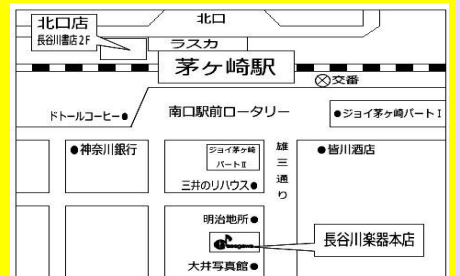 北口
北口店
長谷川書店2F
ラスカ
茅ヶ崎駅
交番
ドトールコーヒー
南口駅前ロータリー
ジョイ茅ヶ崎パートⅠ
神奈川銀行
ジョイ茅ヶ崎
パートⅡ
雄三通り
皆川酒店
三井のリハウス
明治地所
長谷川楽器本店
大井写真館